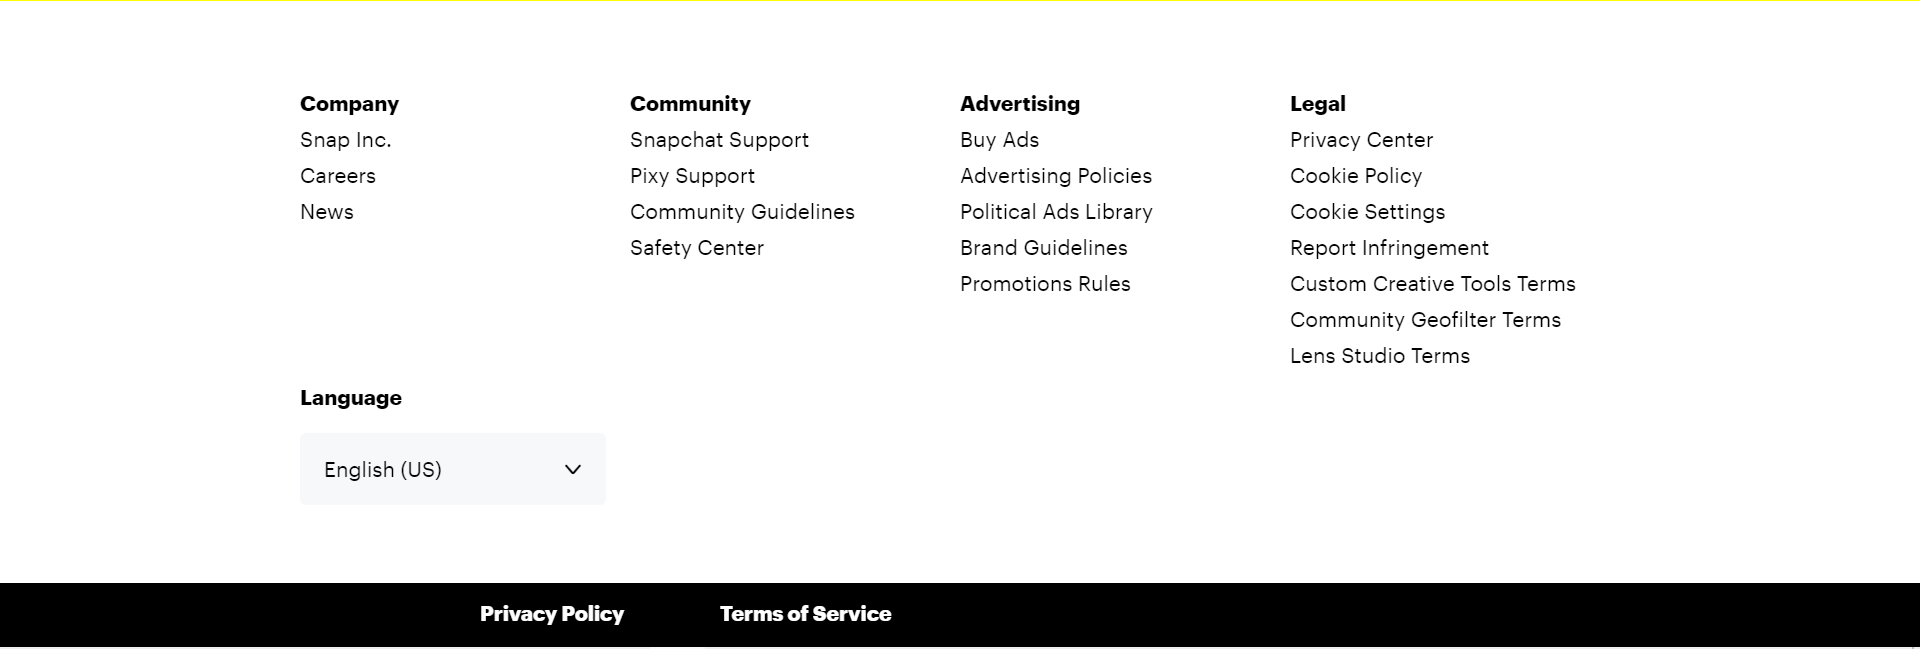 Company
Snap Inc.
Careers
News
Community
Snapchat Support
Pixy Support
Community Guidelines
Safety Center
Advertising
Buy Ads
Advertising Policies
Political Ads Library
Brand Guidelines
Promotions Rules
Legal
Privacy Center
Cookie Policy
Cookie Settings
Report Infringement
Custom Creative Tools Terms
Community Geofilter Terms
Lens Studio Terms
Language
English (US)
Privacy Policy
Terms of Service